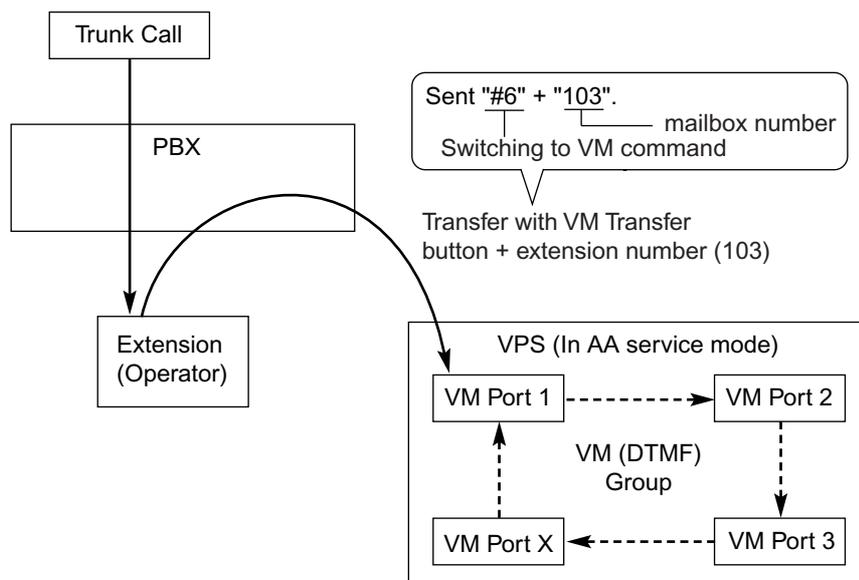 Trunk Call
PBX
Sent "#6" + "103".
mailbox number
Switching to VM command
Transfer with VM Transfer
button + extension number (103)
Extension
(Operator)
VPS (In AA service mode)
VM Port 1
VM Port 2
VM (DTMF)
Group
VM Port X
VM Port 3